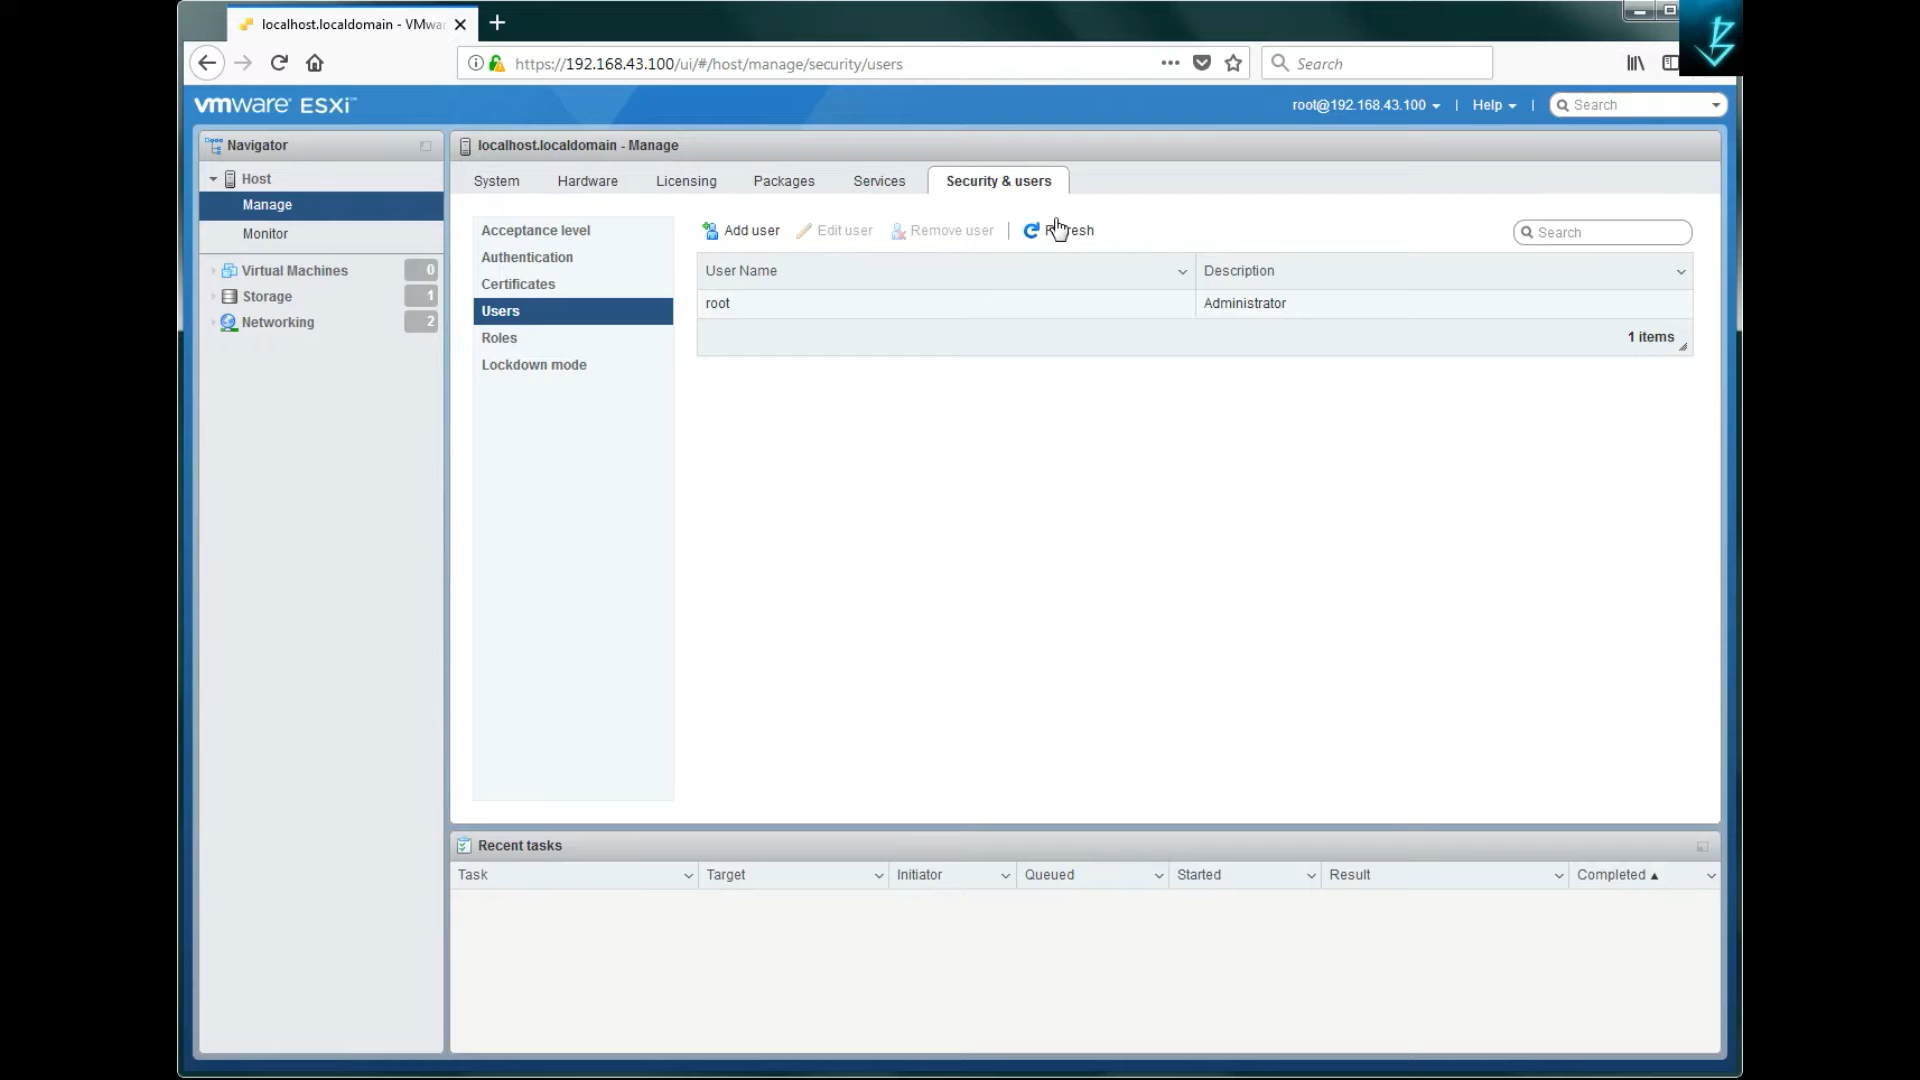 localhost.localdomain - VMwar
https://192.168.43.100/ui/#/host/manage/security/users
Search
vmware ESXi™
root@192.168.43.100
|
Help
|
Search
Navigator
Host
Manage
Monitor
Virtual Machines 0
Storage 1
Networking 2
localhost.localdomain - Manage
System
Hardware
Licensing
Packages
Services
Security & users
Acceptance level
Authentication
Certificates
Users
Roles
Lockdown mode
Add user
Edit user
Remove user
|
Refresh
Search
User Name
Description
root
Administrator
1 items
Recent tasks
Task
Target
Initiator
Queued
Started
Result
Completed ▲